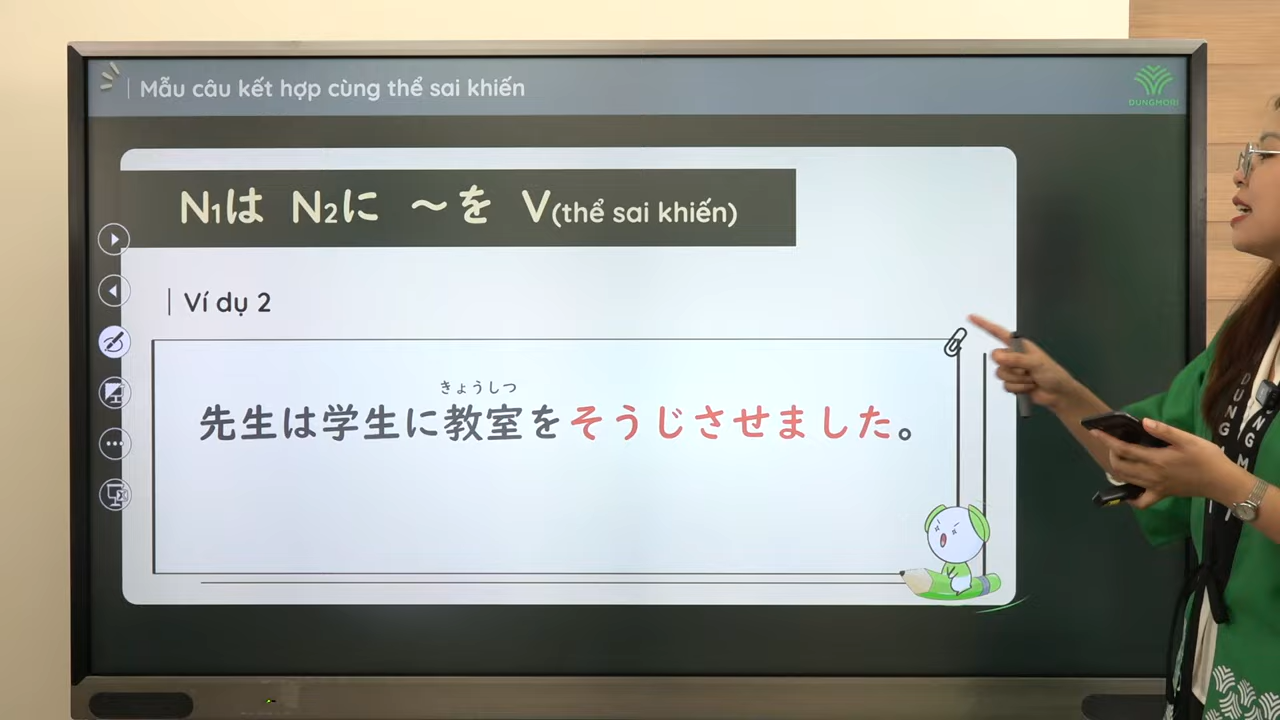 Mẫu câu kết hợp cùng thể sai khiến
DUNGMORI
N1は N2に ～を V(thể sai khiến)
Ví dụ 2
きょうしつ
先生は学生に教室をそうじさせました。